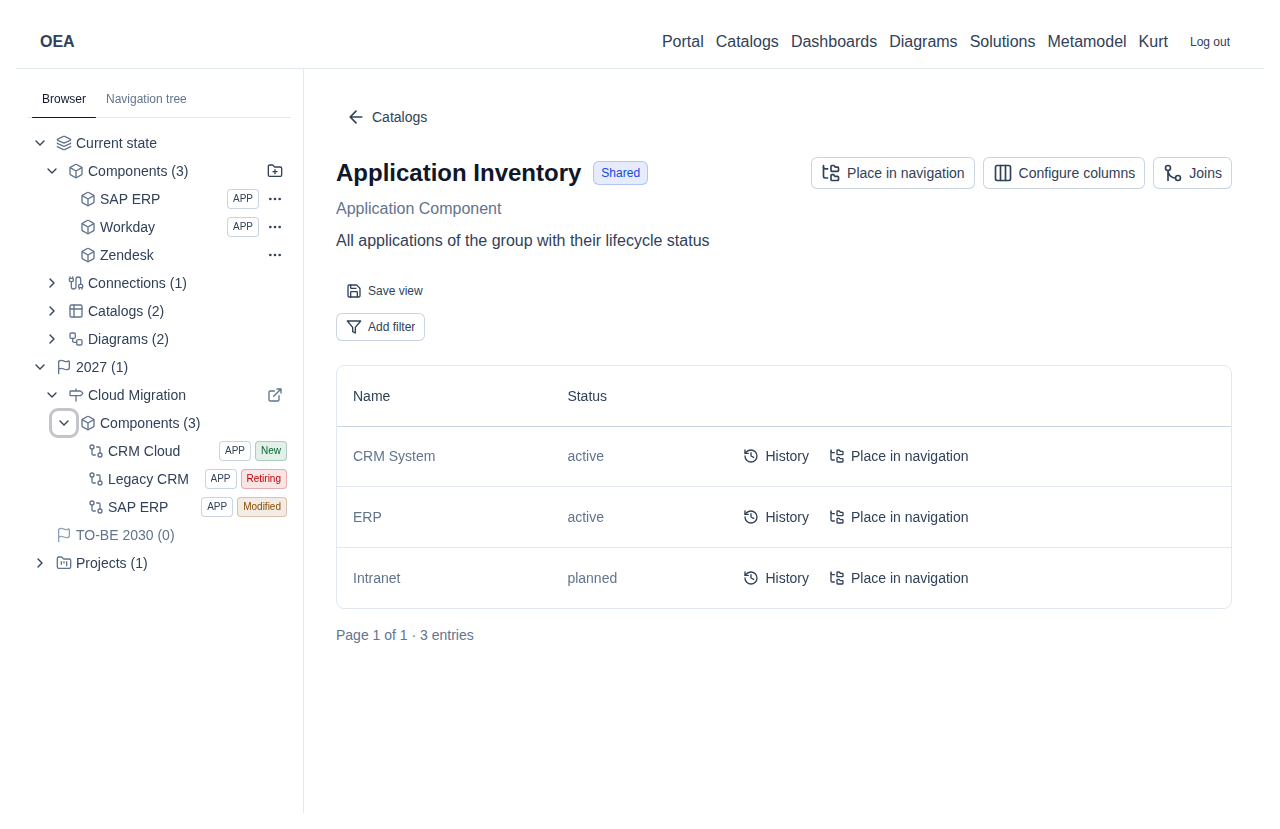 OEA
Portal Catalogs Dashboards Diagrams Solutions Metamodel Kurt Log out
Browser Navigation tree
Current state
Components (3)
SAP ERP APP
Workday APP
Zendesk
Connections (1)
Catalogs (2)
Diagrams (2)
2027 (1)
Cloud Migration
Components (3)
CRM Cloud APP New
Legacy CRM APP Retiring
SAP ERP APP Modified
TO-BE 2030 (0)
Projects (1)
Catalogs
Application Inventory Shared Place in navigation Configure columns Joins
Application Component
All applications of the group with their lifecycle status
Save view
Add filter
Name Status
CRM System active History Place in navigation
ERP active History Place in navigation
Intranet planned History Place in navigation
Page 1 of 1 · 3 entries